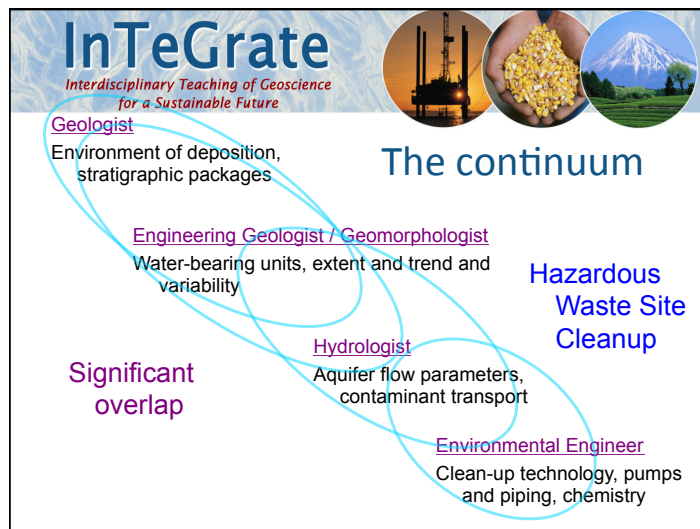 InTeGrate
Interdisciplinary Teaching of Geoscience
for a Sustainable Future
The continuum
Geologist
Environment of deposition,
stratigraphic packages
Engineering Geologist / Geomorphologist
Water-bearing units, extent and trend and
variability
Hazardous
Waste Site
Cleanup
Significant
overlap
Hydrologist
Aquifer flow parameters,
contaminant transport
Environmental Engineer
Clean-up technology, pumps
and piping, chemistry